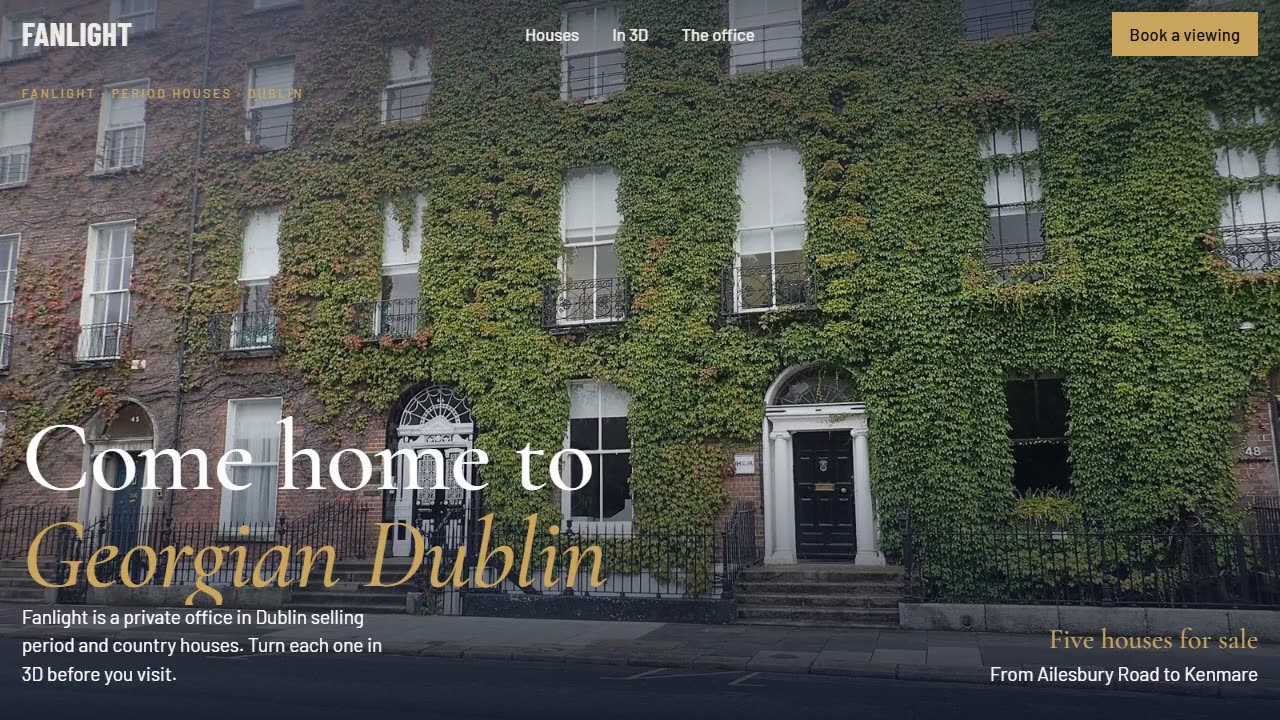 FANLIGHT
Houses
In 3D
The office
Book a viewing
FANLIGHT · PERIOD HOUSES · DUBLIN
43
48
Come home to
Georgian Dublin
Fanlight is a private office in Dublin selling
period and country houses. Turn each one in
3D before you visit.
Five houses for sale
From Ailesbury Road to Kenmare